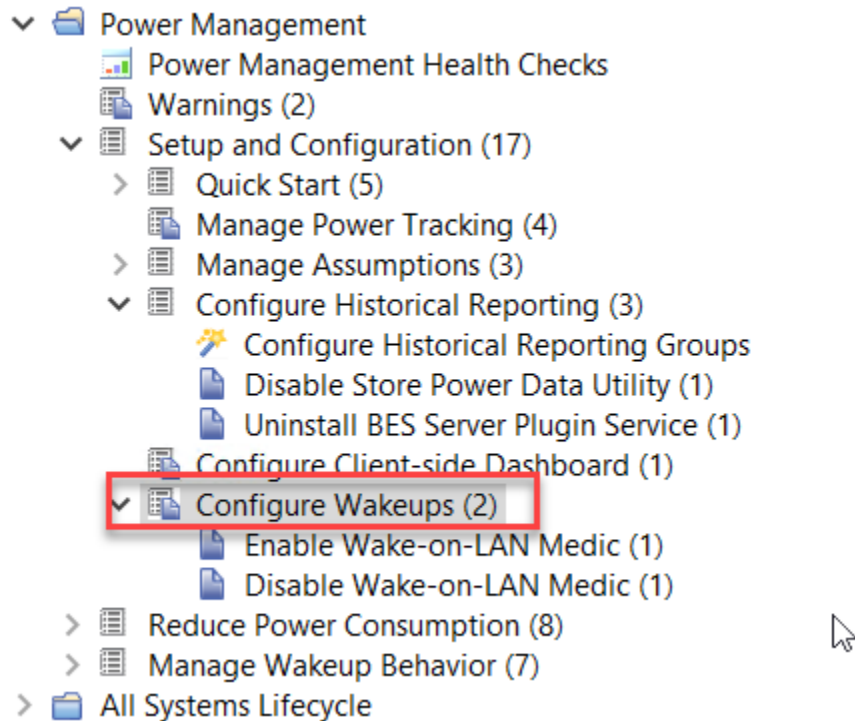 Power Management
Power Management Health Checks
Warnings (2)
Setup and Configuration (17)
Quick Start (5)
Manage Power Tracking (4)
Manage Assumptions (3)
Configure Historical Reporting (3)
Configure Historical Reporting Groups
Disable Store Power Data Utility (1)
Uninstall BES Server Plugin Service (1)
Configure Client-side Dashboard (1)
Configure Wakeups (2)
Enable Wake-on-LAN Medic (1)
Disable Wake-on-LAN Medic (1)
Reduce Power Consumption (8)
Manage Wakeup Behavior (7)
All Systems Lifecycle